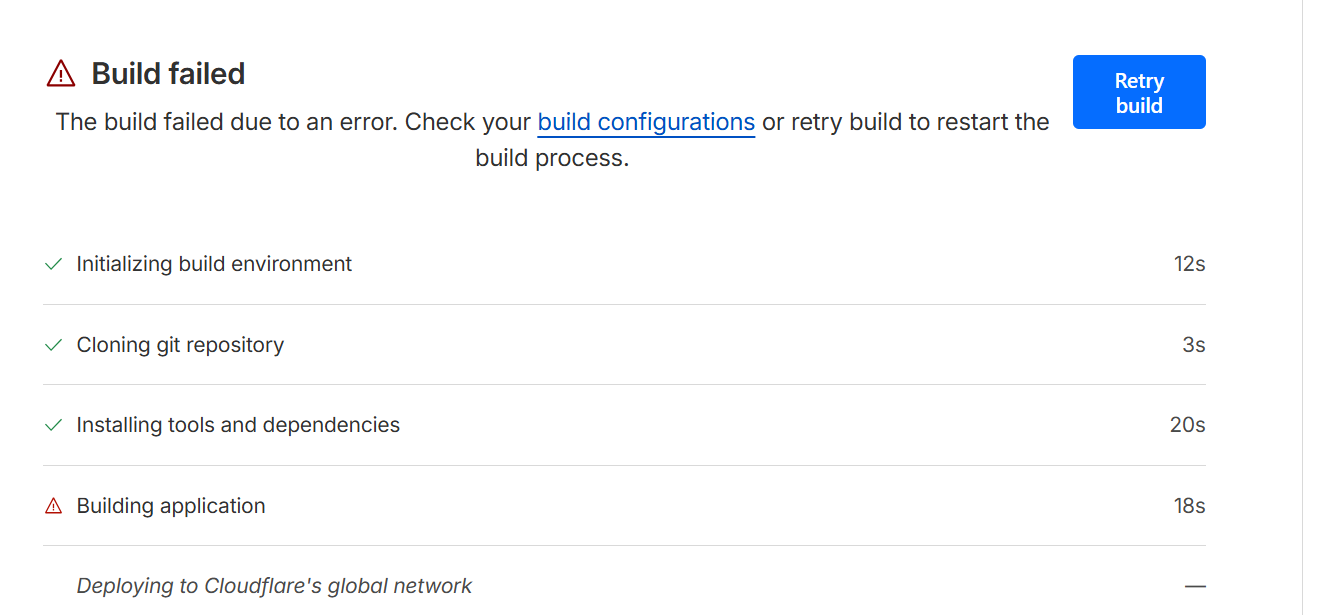 Build failed
Retry
build
The build failed due to an error. Check your build configurations or retry build to restart the
build process.
Initializing build environment 12s
Cloning git repository 3s
Installing tools and dependencies 20s
Building application 18s
Deploying to Cloudflare's global network —